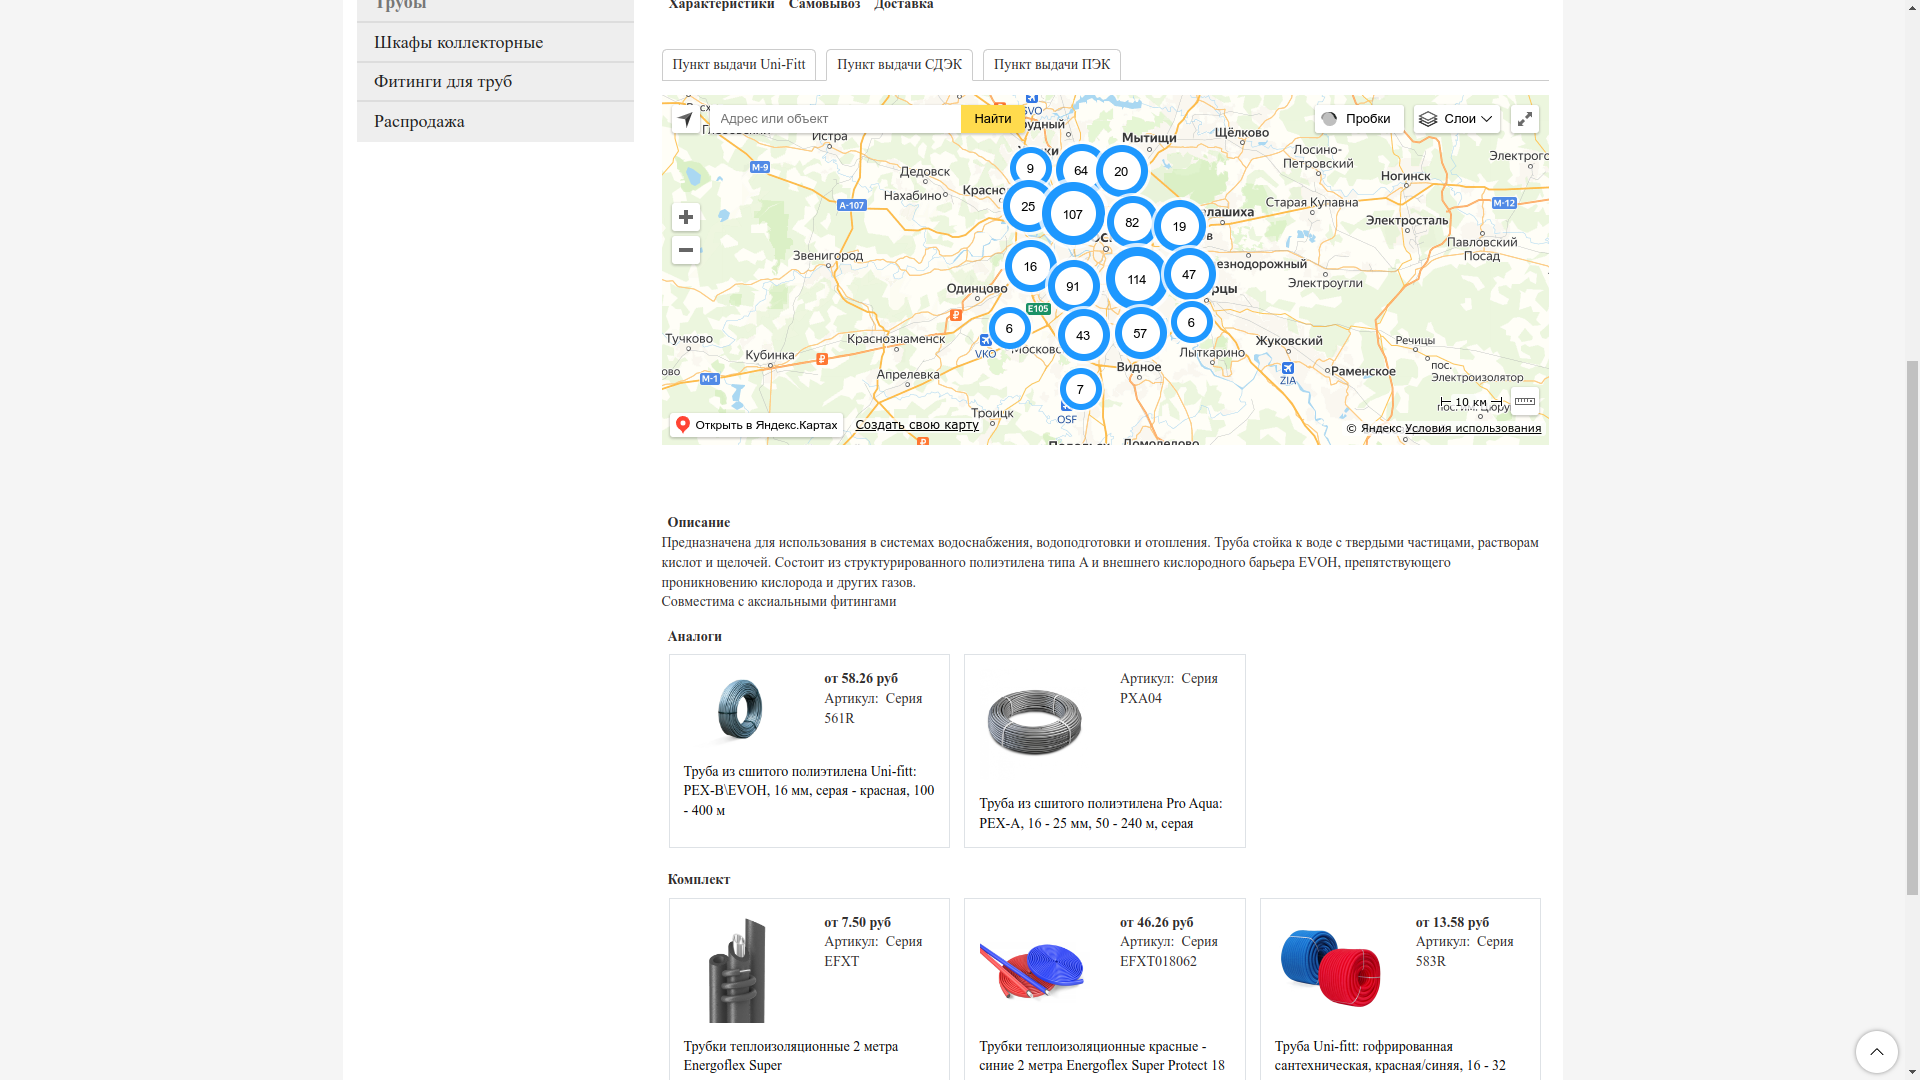 Трубы
Шкафы коллекторные
Фитинги для труб
Распродажа
Характеристики Самовывоз Доставка
Пункт выдачи Uni-Fitt
Пункт выдачи СДЭК
Пункт выдачи ПЭК
Адрес или объект
Найти
Пробки
Слои
SVO
Истра
Мытищи
Щёлково
Лосино-
Петровский
Электрого
М-9
Дедовск
Нахабино
Красно
Ногинск
А-107
Старая Купавна
М-12
Электросталь
Павловский
Посад
Звенигород
Одинцово
Электроугли
9
64
20
25
107
82
19
16
91
114
47
6
43
57
6
7
E105
VKO
Тучково
Кубинка
Краснознаменск
Лыткарино
Жуковский
Речицы
М-1
Апрелевка
Видное
ZIA
Раменское
пос.
Электроизолятор
Троицк
OSF
10 км
Открыть в Яндекс.Картах
Создать свою карту
© Яндекс Условия использования
Описание
Предназначена для использования в системах водоснабжения, водоподготовки и отопления. Труба стойка к воде с твердыми частицами, растворам
кислот и щелочей. Состоит из структурированного полиэтилена типа А и внешнего кислородного барьера EVOH, препятствующего
проникновению кислорода и других газов.
Совместима с аксиальными фитингами
Аналоги
от 58.26 руб
Артикул: Серия
561R
Труба из сшитого полиэтилена Uni-fitt:
PEX-B\EVOH, 16 мм, серая - красная, 100
- 400 м
Артикул: Серия
PXA04
Труба из сшитого полиэтилена Pro Aqua:
PEX-A, 16 - 25 мм, 50 - 240 м, серая
Комплект
от 7.50 руб
Артикул: Серия
EFXT
Трубки теплоизоляционные 2 метра
Energoflex Super
от 46.26 руб
Артикул: Серия
EFXT018062
Трубки теплоизоляционные красные -
синие 2 метра Energoflex Super Protect 18
от 13.58 руб
Артикул: Серия
583R
Труба Uni-fitt: гофрированная
сантехническая, красная/синяя, 16 - 32